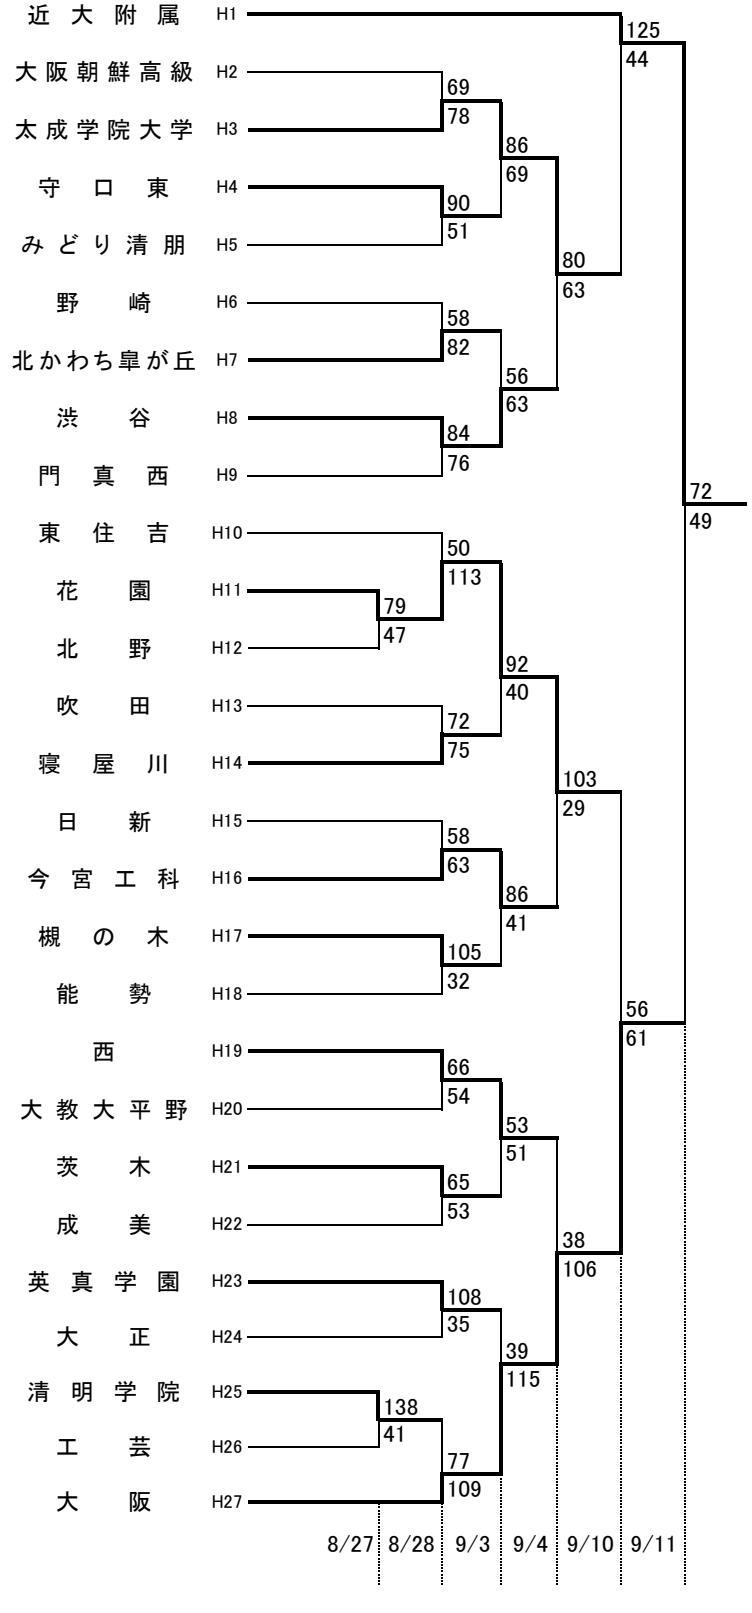 近大附属 H1
125
44
大阪朝鮮高級 H2
69
太成学院大学 H3
78
86
69
守口東 H4
90
51
みどり清朋 H5
80
63
野崎 H6
58
北かわち皐が丘 H7
82
56
63
渋谷 H8
84
76
門真西 H9
72
49
東住吉 H10
50
113
花園 H11
79
47
北野 H12
92
40
吹田 H13
72
寝屋川 H14
75
103
29
日新 H15
58
今宮工科 H16
63
86
41
槻の木 H17
105
32
能勢 H18
56
61
西 H19
66
54
大教大平野 H20
53
51
茨木 H21
65
53
成美 H22
38
106
英真学園 H23
108
35
大正 H24
39
115
清明学院 H25
138
41
工芸 H26
77
109
大阪 H27
8/27 8/28 9/3 9/4 9/10 9/11